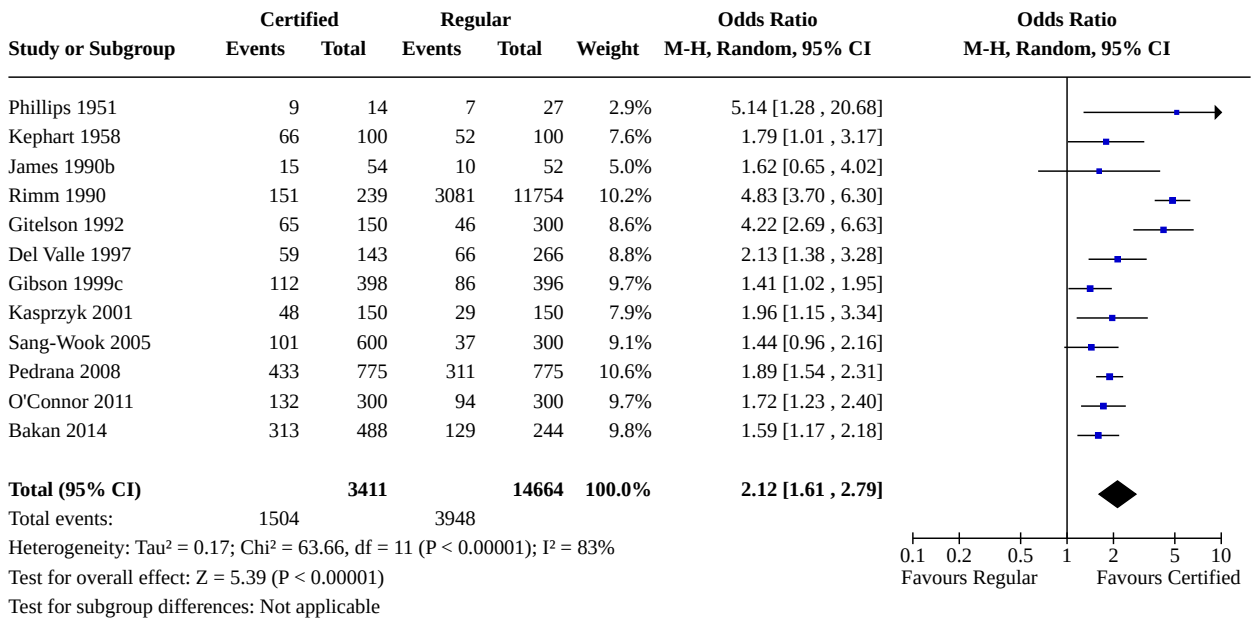 Certified Regular Odds Ratio Odds Ratio
Study or Subgroup Events Total Events Total Weight M-H, Random, 95% CI M-H, Random, 95% CI
Phillips 1951 9 14 7 27 2.9% 5.14 [1.28 , 20.68]
Kephart 1958 66 100 52 100 7.6% 1.79 [1.01 , 3.17]
James 1990b 15 54 10 52 5.0% 1.62 [0.65 , 4.02]
Rimm 1990 151 239 3081 11754 10.2% 4.83 [3.70 , 6.30]
Gitelson 1992 65 150 46 300 8.6% 4.22 [2.69 , 6.63]
Del Valle 1997 59 143 66 266 8.8% 2.13 [1.38 , 3.28]
Gibson 1999c 112 398 86 396 9.7% 1.41 [1.02 , 1.95]
Kasprzyk 2001 48 150 29 150 7.9% 1.96 [1.15 , 3.34]
Sang-Wook 2005 101 600 37 300 9.1% 1.44 [0.96 , 2.16]
Pedrana 2008 433 775 311 775 10.6% 1.89 [1.54 , 2.31]
O'Connor 2011 132 300 94 300 9.7% 1.72 [1.23 , 2.40]
Bakan 2014 313 488 129 244 9.8% 1.59 [1.17 , 2.18]
Total (95% CI) 3411 14664 100.0% 2.12 [1.61 , 2.79]
Total events: 1504 3948
Heterogeneity: Tau² = 0.17; Chi² = 63.66, df = 11 (P < 0.00001); I² = 83%
0.1 0.2 0.5 1 2 5 10
Test for overall effect: Z = 5.39 (P < 0.00001)
Favours Regular Favours Certified
Test for subgroup differences: Not applicable